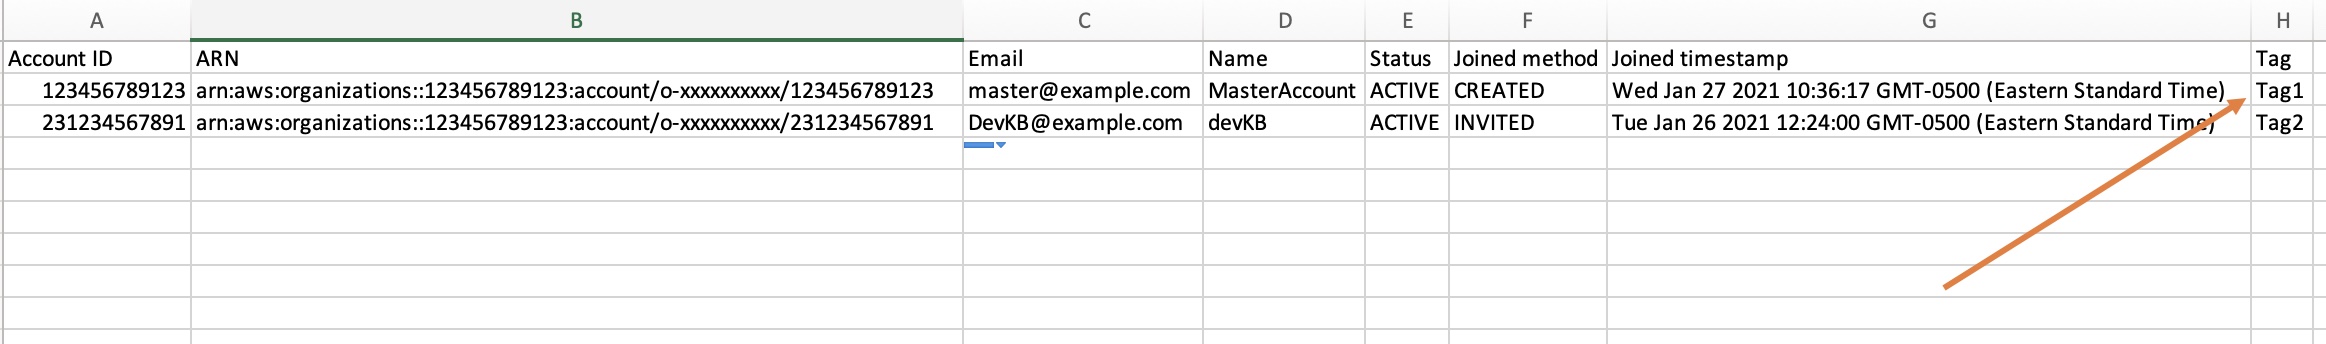 A B C D E F G H
Account ID ARN Email Name Status Joined method Joined timestamp Tag
123456789123 arn:aws:organizations::123456789123:account/o-xxxxxxxxxx/123456789123 master@example.com MasterAccount ACTIVE CREATED Wed Jan 27 2021 10:36:17 GMT-0500 (Eastern Standard Time) Tag1
231234567891 arn:aws:organizations::123456789123:account/o-xxxxxxxxxx/231234567891 DevKB@example.com devKB ACTIVE INVITED Tue Jan 26 2021 12:24:00 GMT-0500 (Eastern Standard Time) Tag2